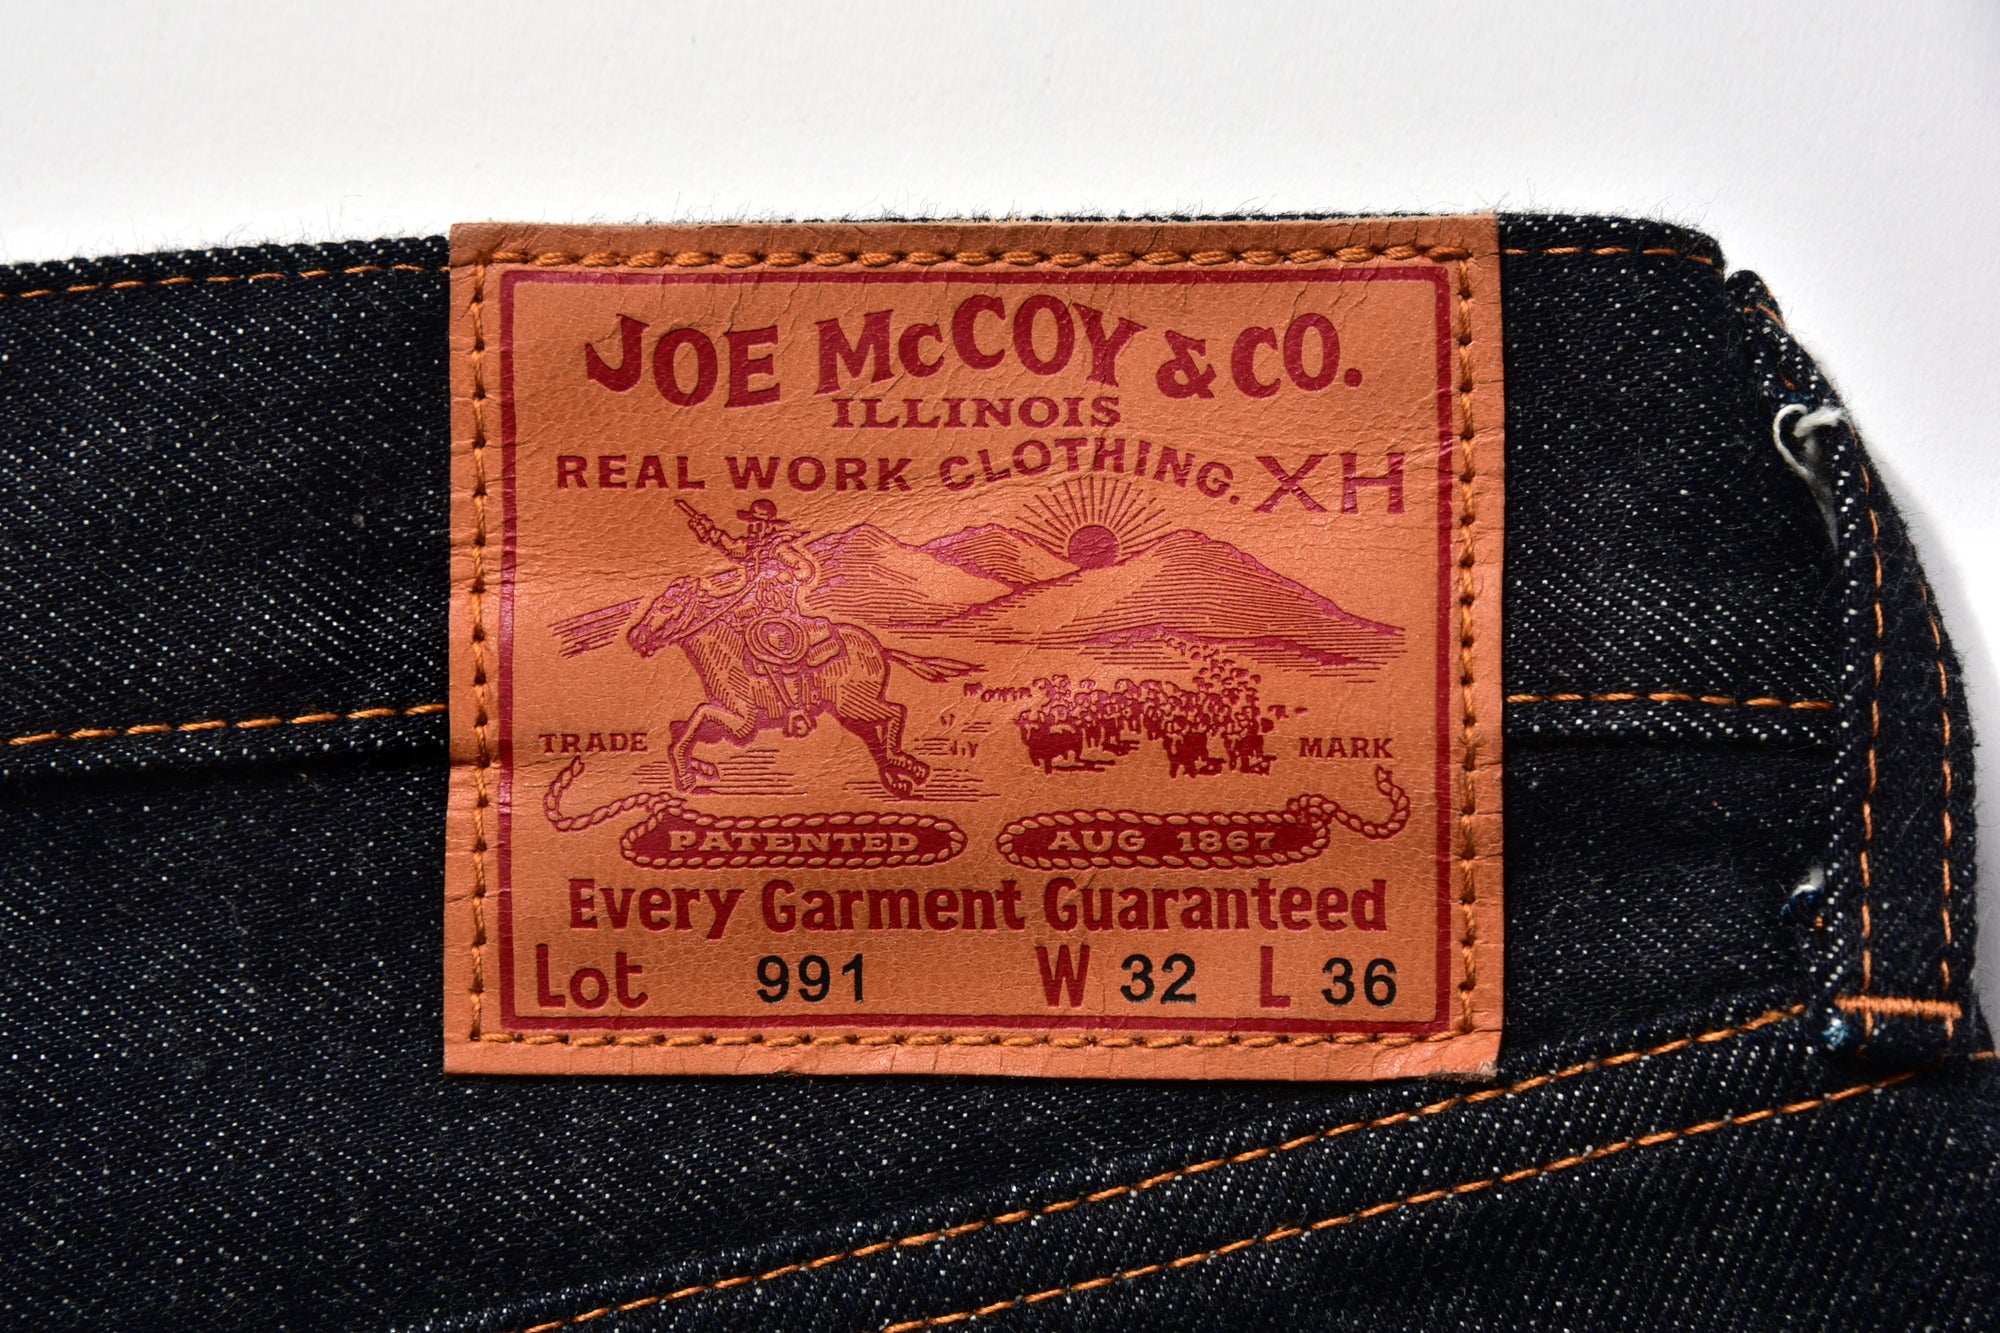 JOE McCOY & CO.
ILLINOIS
REAL WORK CLOTHING. XH
TRADE MARK
PATENTED AUG 1867
Every Garment Guaranteed
Lot 991 W 32 L 36